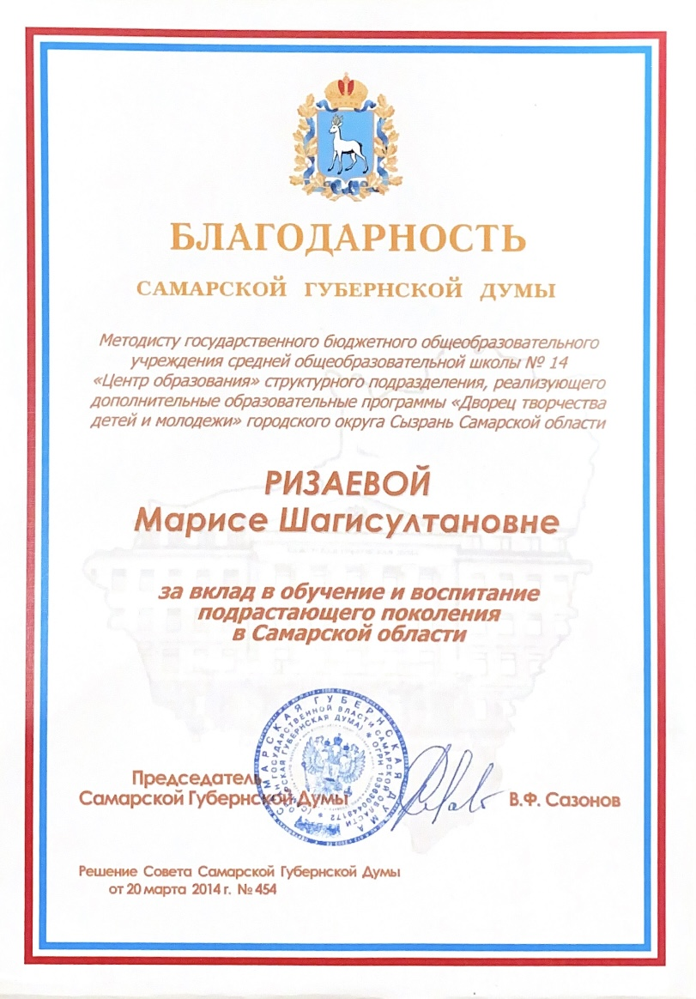 БЛАГОДАРНОСТЬ
САМАРСКОЙ ГУБЕРНСКОЙ ДУМЫ
Методисту государственного бюджетного общеобразовательного
учреждения средней общеобразовательной школы № 14
«Центр образования» структурного подразделения, реализующего
дополнительные образовательные программы «Дворец творчества
детей и молодежи» городского округа Сызрань Самарской области
РИЗАЕВОЙ
Марисе Шагисултановне
за вклад в обучение и воспитание
подрастающего поколения
в Самарской области
САМАРСКАЯ ГУБЕРНСКАЯ ДУМА
Председатель
Самарской Губернской Думы
В.Ф. Сазонов
Решение Совета Самарской Губернской Думы
от 20 марта 2014 г. № 454